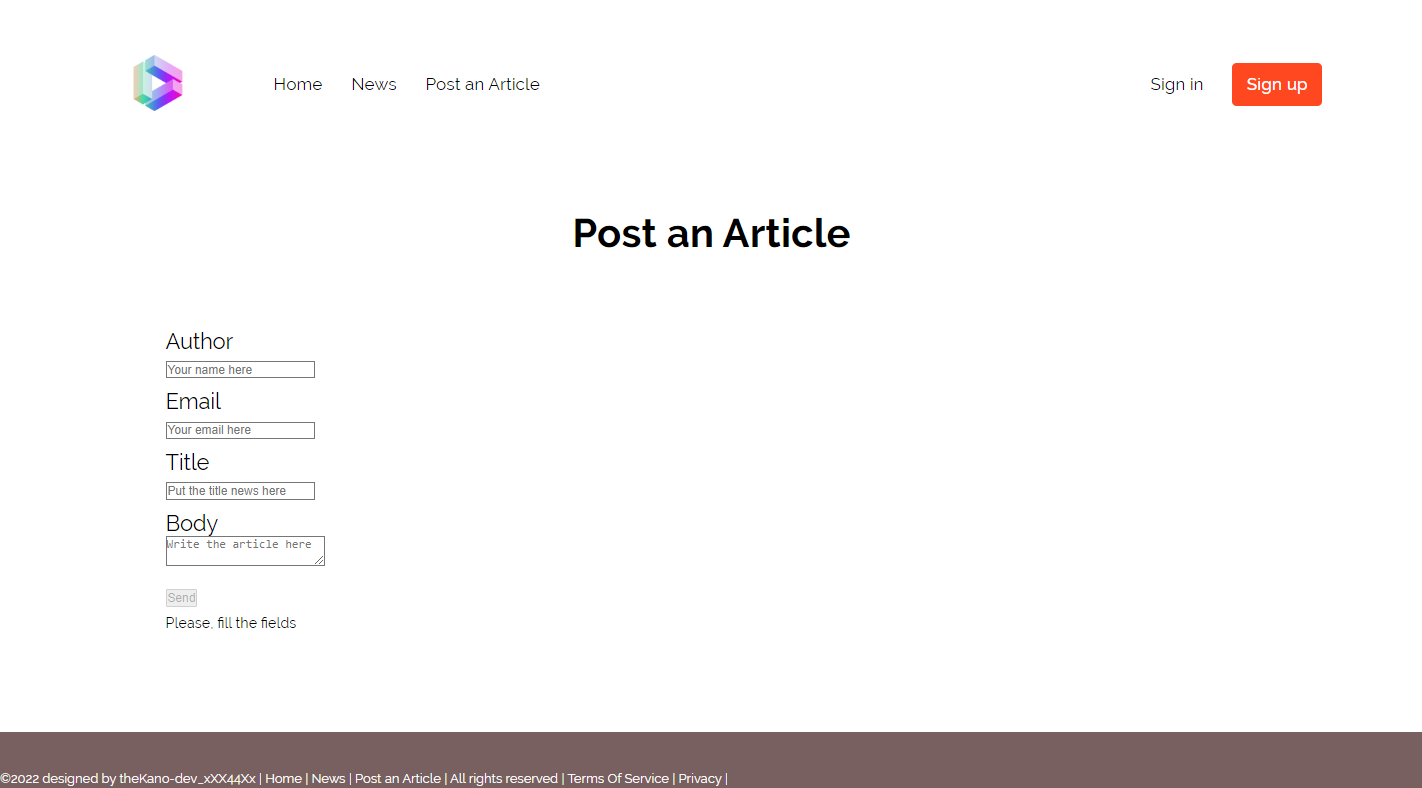 Home News Post an Article Sign in Sign up
Post an Article
Author
Your name here
Email
Your email here
Title
Put the title news here
Body
Write the article here
Send
Please, fill the fields
©2022 designed by theKano-dev_xXX44Xx | Home | News | Post an Article | All rights reserved | Terms Of Service | Privacy |